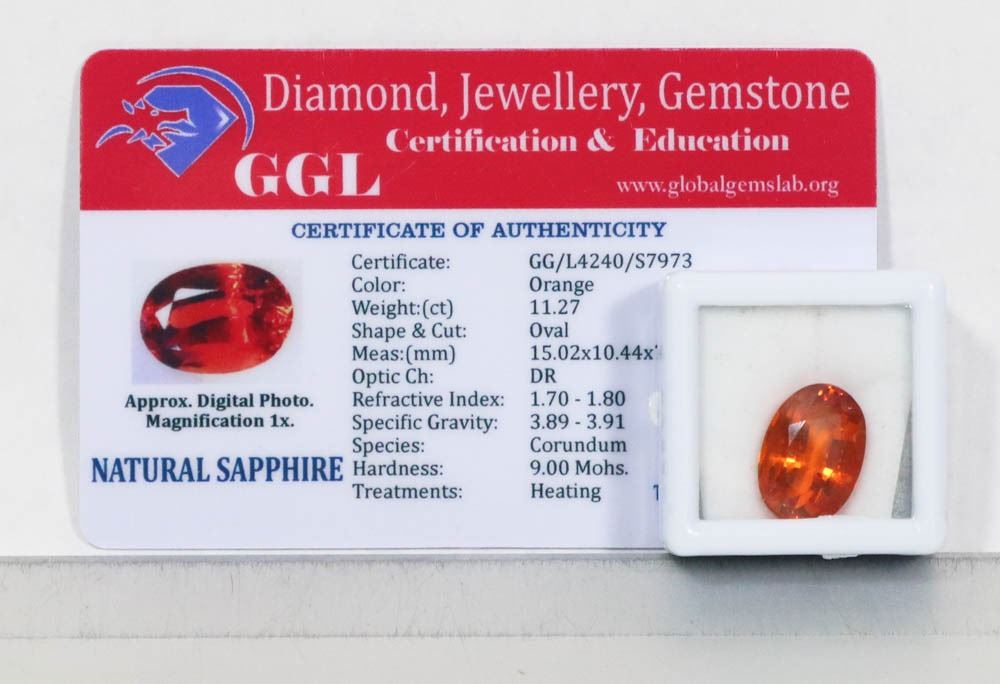 Diamond, Jewellery, Gemstone
Certification & Education
GGL
www.globalgemslab.org
CERTIFICATE OF AUTHENTICITY
Certificate: GG/L4240/S7973
Color: Orange
Weight:(ct) 11.27
Shape & Cut: Oval
Meas:(mm) 15.02x10.44x
Optic Ch: DR
Refractive Index: 1.70 - 1.80
Specific Gravity: 3.89 - 3.91
Species: Corundum
Hardness: 9.00 Mohs.
Treatments: Heating
Approx. Digital Photo.
Magnification 1x.
NATURAL SAPPHIRE